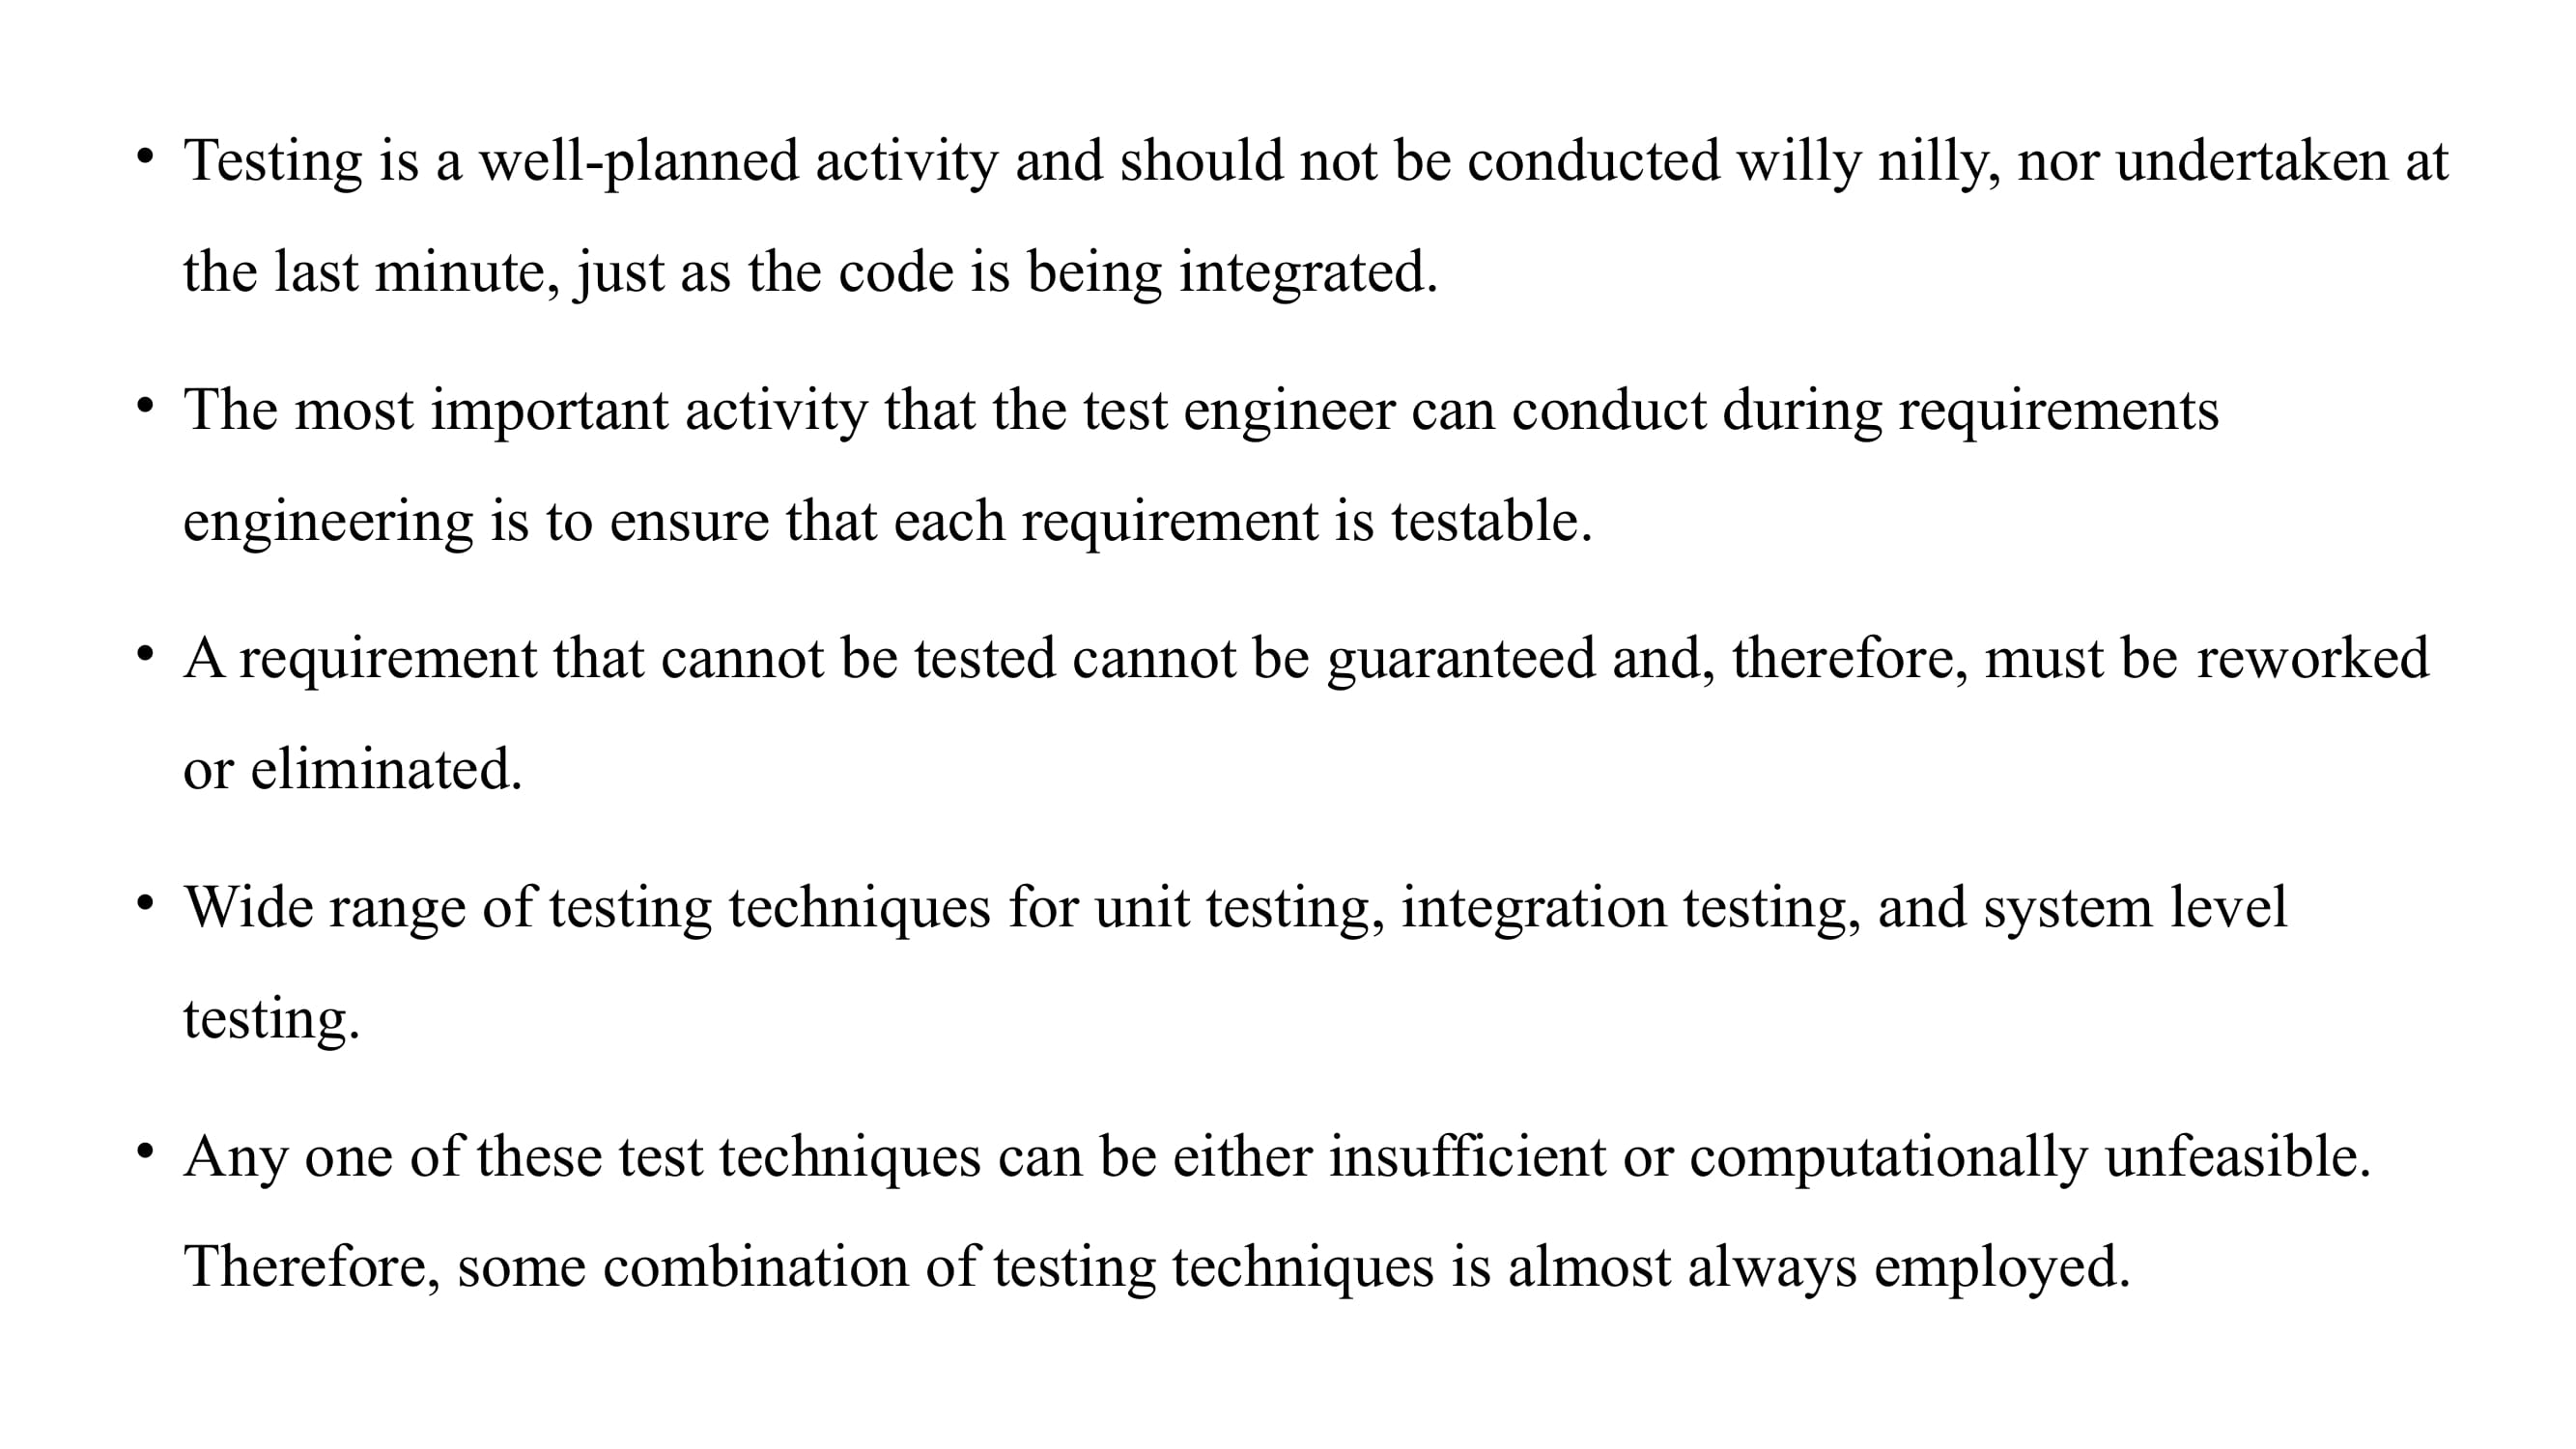 • Testing is a well-planned activity and should not be conducted willy nilly, nor undertaken at
the last minute, just as the code is being integrated.
• The most important activity that the test engineer can conduct during requirements
engineering is to ensure that each requirement is testable.
• A requirement that cannot be tested cannot be guaranteed and, therefore, must be reworked
or eliminated.
• Wide range of testing techniques for unit testing, integration testing, and system level
testing.
• Any one of these test techniques can be either insufficient or computationally unfeasible.
Therefore, some combination of testing techniques is almost always employed.